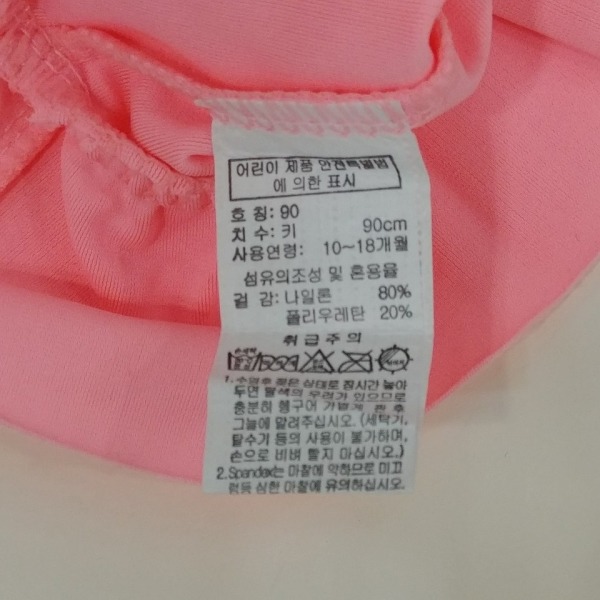 어린이 제품 안전특별법
에 의한 표시
호 칭: 90
치 수: 키 90cm
사용연령: 10~18개월
섬유의조성 및 혼용율
겉 감: 나일론 80%
폴리우레탄 20%
취급주의
1. 수영후 젖은 상태로 잠시간 놓아
두면 탈색의 우려가 있으므로
충분히 헹구어 가볍게 짠 후
그늘에 말려주십시오. (세탁기,
탈수기 등의 사용이 불가하며,
손으로 비벼 빨지 마십시오.)
2. Spandex는 마찰에 약하므로 미끄
럼등 심한 마찰에 유의하십시오.